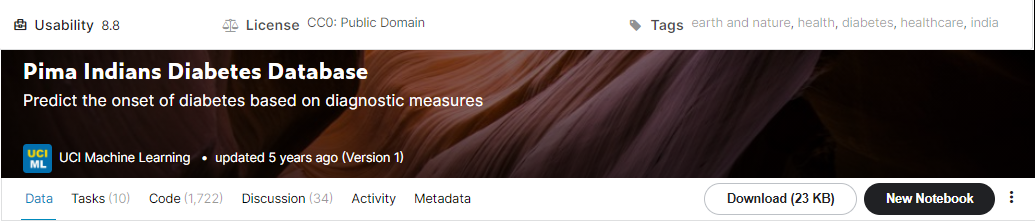 Usability 8.8 License CC0: Public Domain Tags earth and nature, health, diabetes, healthcare, india
Pima Indians Diabetes Database
Predict the onset of diabetes based on diagnostic measures
UCI ML UCI Machine Learning • updated 5 years ago (Version 1)
Data Tasks (10) Code (1,722) Discussion (34) Activity Metadata Download (23 KB) New Notebook